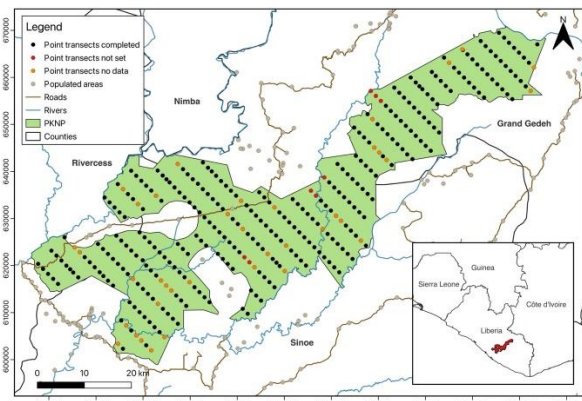 Legend
Point transects completed
Point transects not set
Point transects no data
Populated areas
Roads
Rivers
PKNP
Counties
N
Nimba
Grand Gedeh
Rivercess
Sinoe
670000
660000
650000
640000
630000
620000
610000
600000
0
10
20 km
Guinea
Sierra Leone
Côte d'Ivoire
Liberia